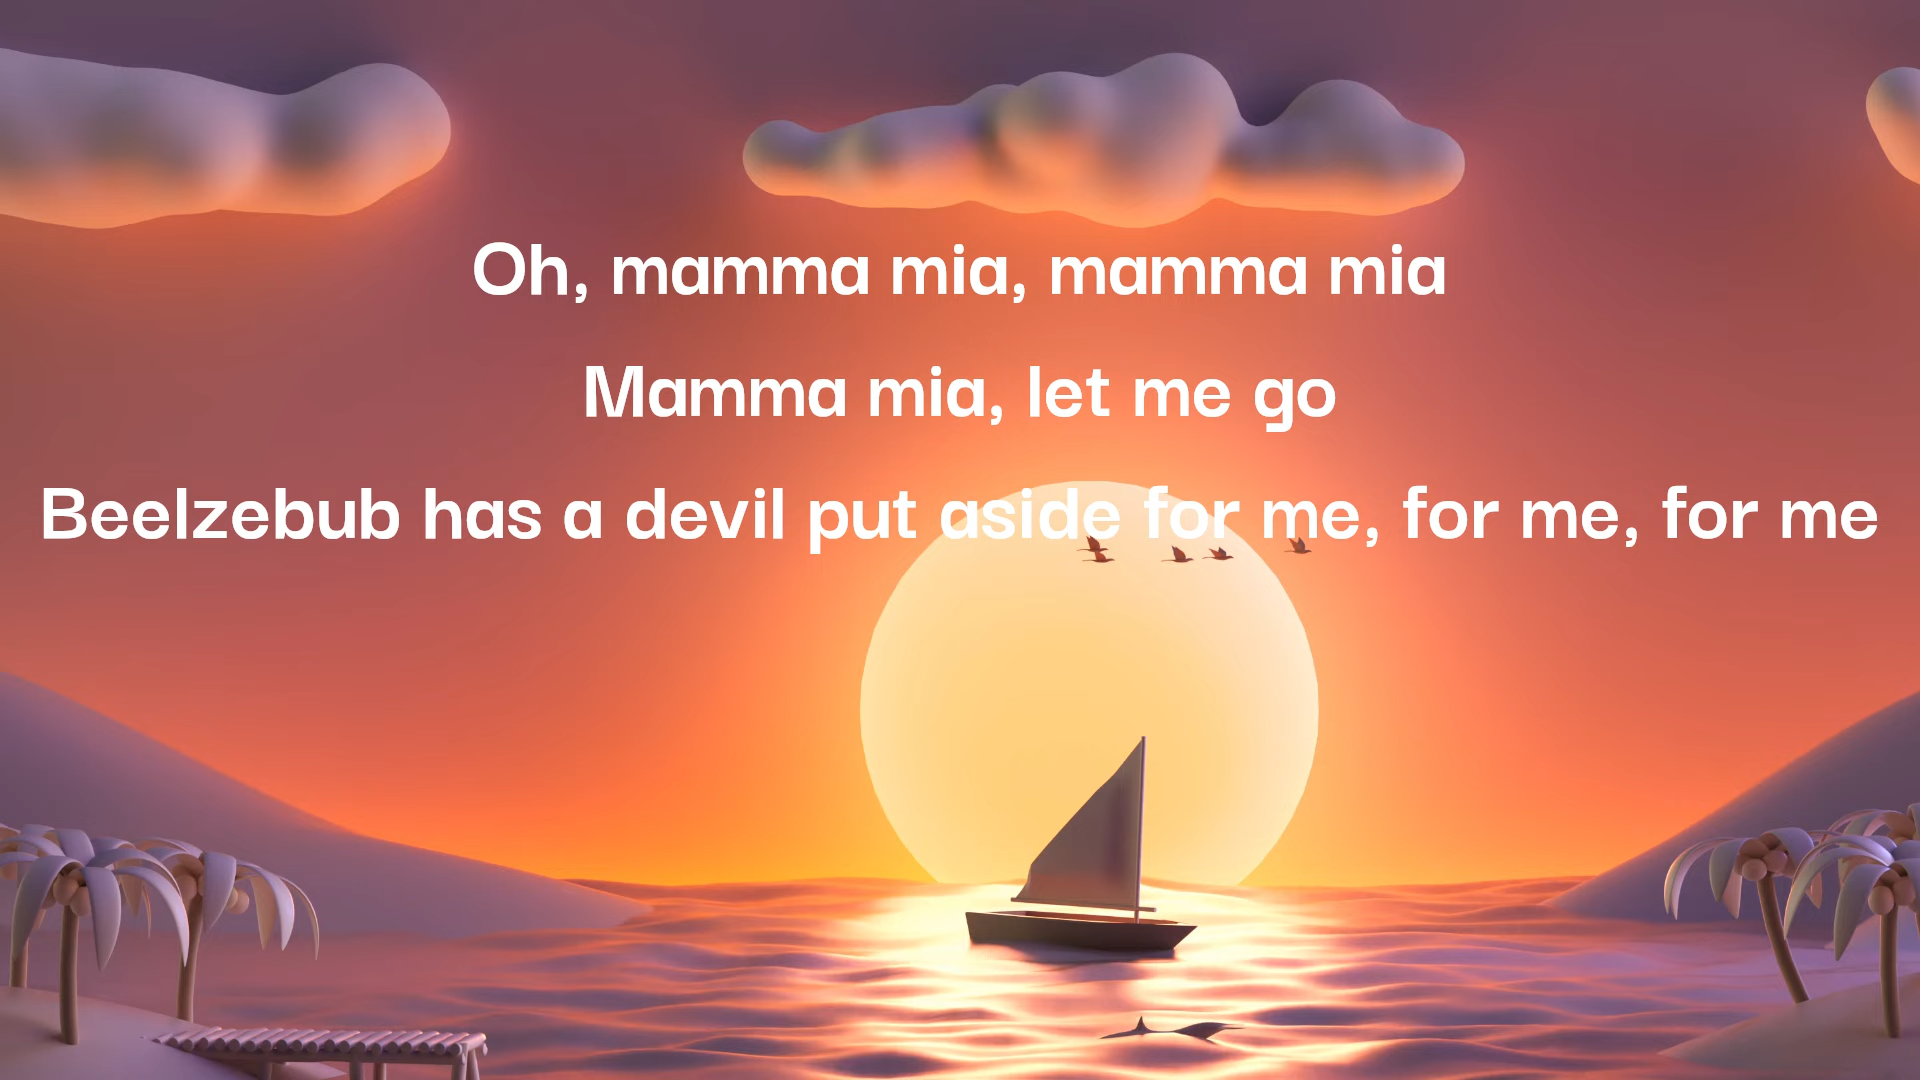 Oh, mamma mia, mamma mia
Mamma mia, let me go
Beelzebub has a devil put aside for me, for me, for me